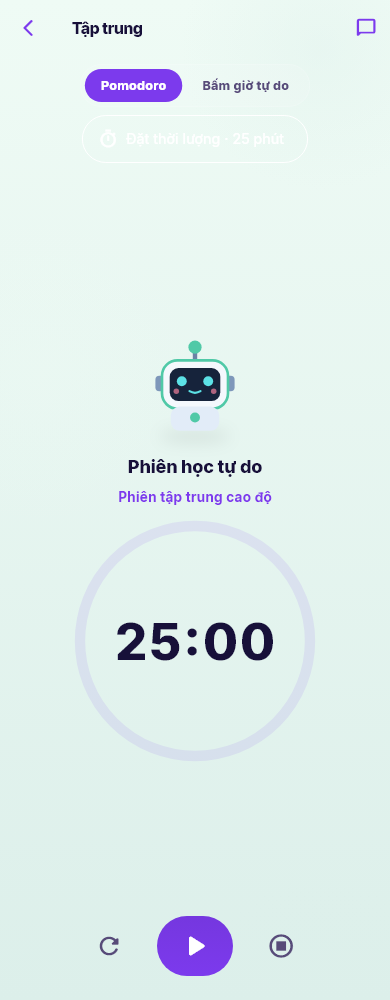 Tập trung
Pomodoro
Bấm giờ tự do
Đặt thời lượng · 25 phút
Phiên học tự do
Phiên tập trung cao độ
25:00